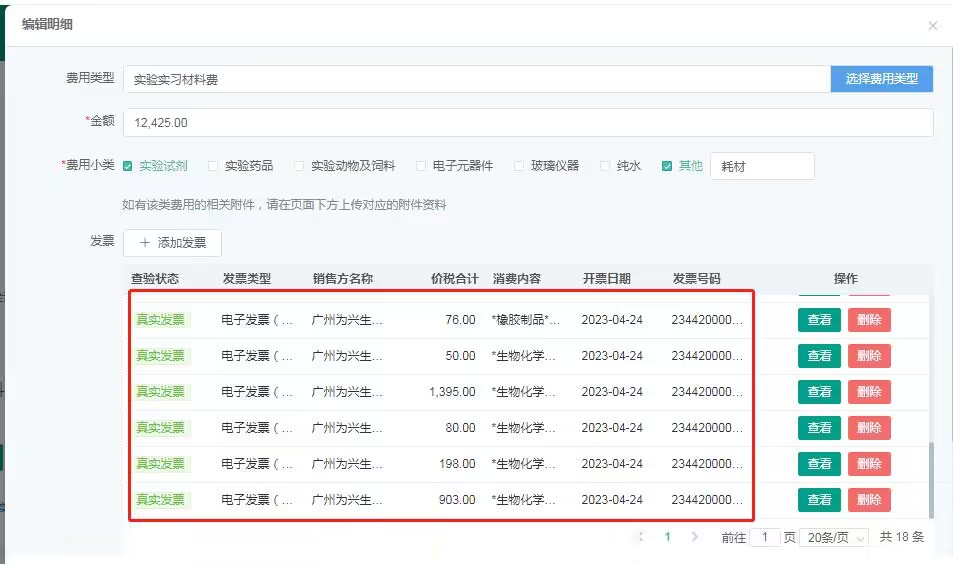 编辑明细
费用类型 实验实习材料费 选择费用类型
*金额 12,425.00
*费用小类 实验试剂 实验药品 实验动物及饲料 电子元器件 玻璃仪器 纯水 其他 耗材
如有该类费用的相关附件，请在页面下方上传对应的附件资料
发票 + 添加发票
查验状态 发票类型 销售方名称 价税合计 消费内容 开票日期 发票号码 操作
真实发票 电子发票（... 广州为兴生... 76.00 *橡胶制品*... 2023-04-24 234420000... 查看 删除
真实发票 电子发票（... 广州为兴生... 50.00 *生物化学... 2023-04-24 234420000... 查看 删除
真实发票 电子发票（... 广州为兴生... 1,395.00 *生物化学... 2023-04-24 234420000... 查看 删除
真实发票 电子发票（... 广州为兴生... 80.00 *生物化学... 2023-04-24 234420000... 查看 删除
真实发票 电子发票（... 广州为兴生... 198.00 *生物化学... 2023-04-24 234420000... 查看 删除
真实发票 电子发票（... 广州为兴生... 903.00 *生物化学... 2023-04-24 234420000... 查看 删除
1 前往 1 页 20条/页 共 18 条